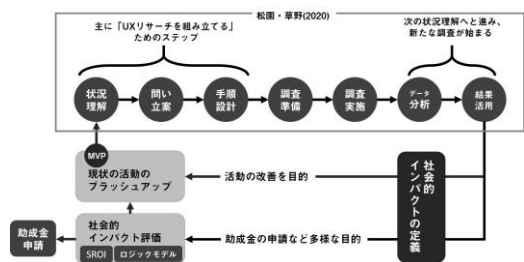 松園・草野(2020)
主に「UXリサーチを組み立てる」
ためのステップ
次の状況理解へと進み、
新たな調査が始まる
状況
理解
問い
立案
手順
設計
調査
準備
調査
実施
データ
分析
結果
活用
MVP
現状の活動の
ブラッシュアップ
活動の改善を目的
社会的
インパクトの定義
助成金
申請
社会的
インパクト評価
SROI
ロジックモデル
助成金の申請など多様な目的